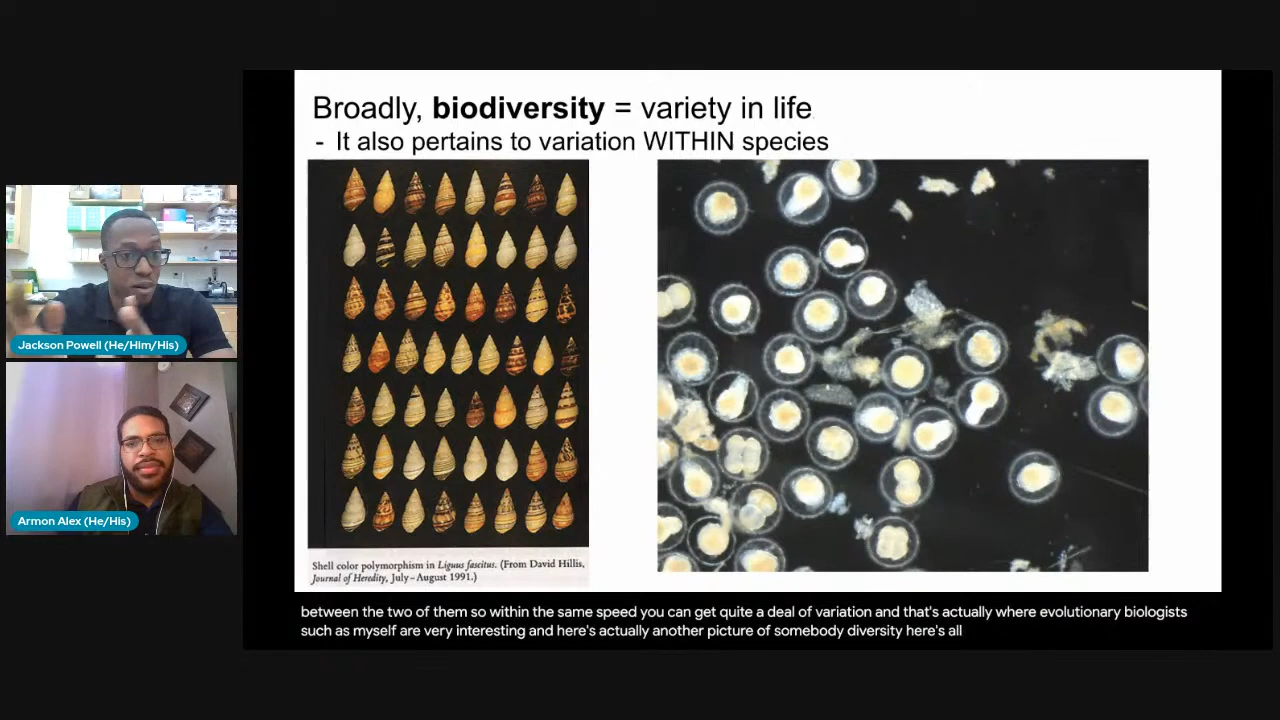 Broadly, biodiversity = variety in life
- It also pertains to variation WITHIN species
Jackson Powell (He/Him/His)
Armon Alex (He/His)
Shell color polymorphism in Liguus fascitus. (From David Hillis,
Journal of Heredity, July–August 1991.)
between the two of them so within the same speed you can get quite a deal of variation and that's actually where evolutionary biologists
such as myself are very interesting and here's actually another picture of somebody diversity here's all